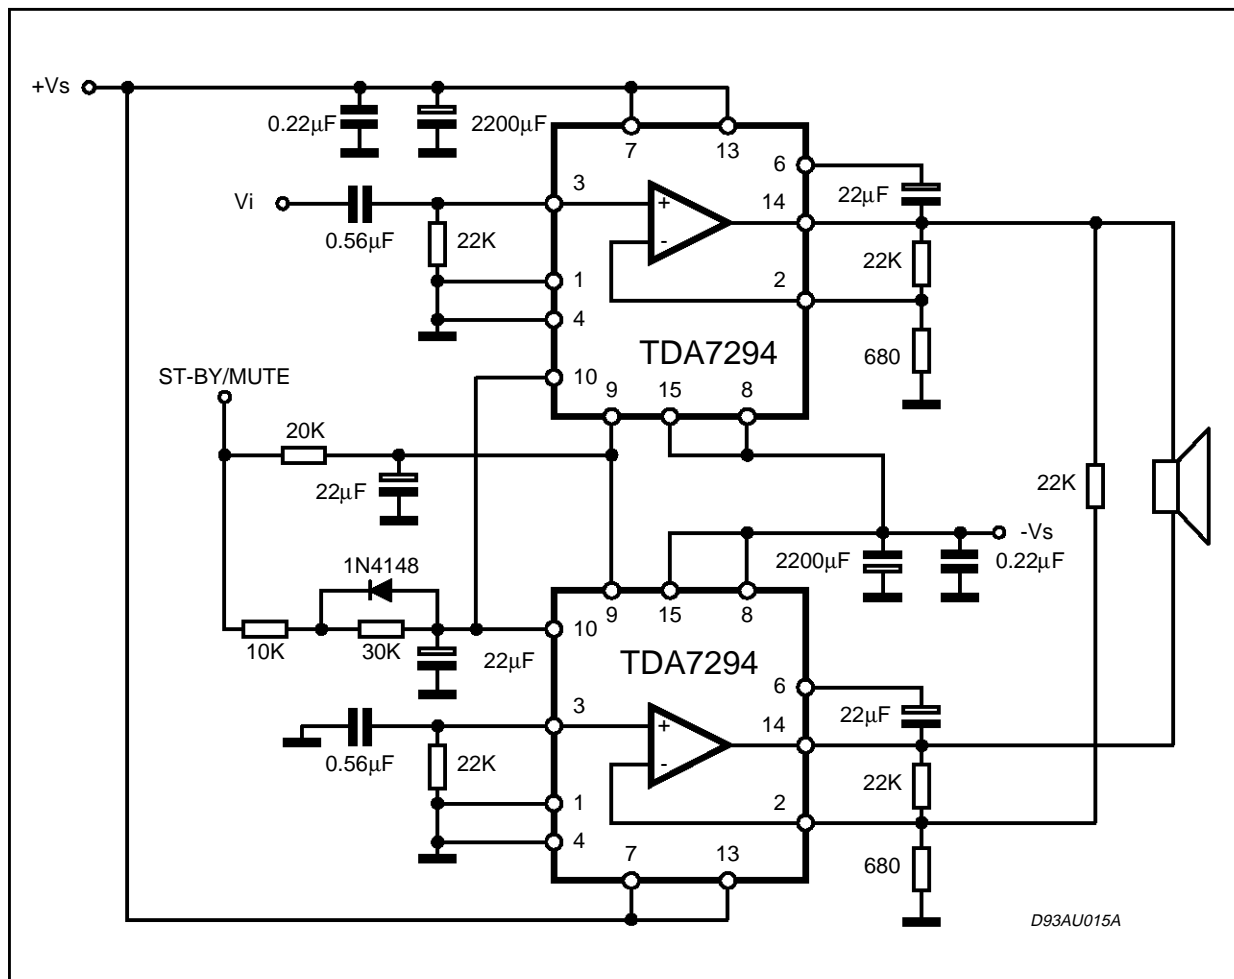 +Vs
0.22µF
2200µF
7
13
6
3
14
22µF
Vi
+
0.56µF
22K
-
22K
1
2
4
TDA7294
680
ST-BY/MUTE
10
9
15
8
20K
22µF
22K
-Vs
2200µF
0.22µF
1N4148
9
15
8
10
10K
30K
22µF
TDA7294
6
3
14
22µF
+
0.56µF
22K
-
22K
1
2
4
7
13
680
D93AU015A